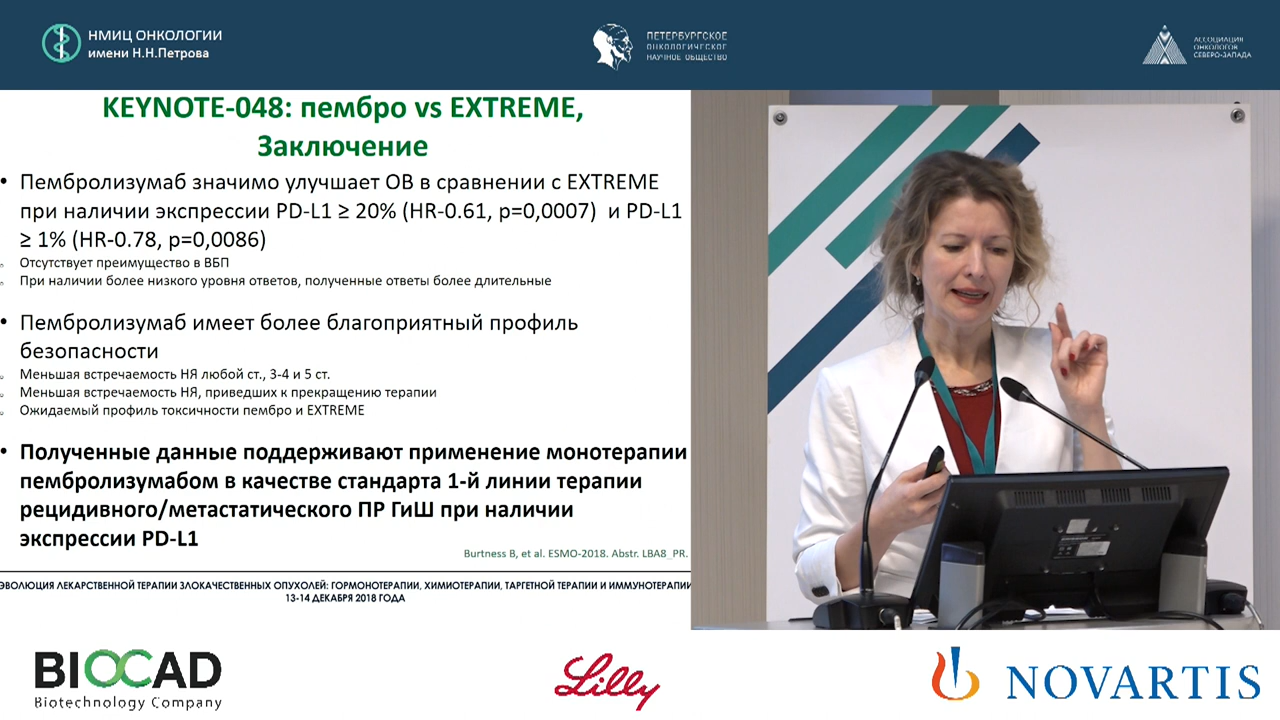 НМИЦ ОНКОЛОГИИ
имени Н.Н.Петрова
ПЕТЕРБУРГСКОЕ
ОНКОЛОГИЧЕСКОЕ
НАУЧНОЕ ОБЩЕСТВО
АССОЦИАЦИЯ
ОНКОЛОГОВ
СЕВЕРО-ЗАПАДА
KEYNOTE-048: пембро vs EXTREME,
Заключение
• Пембролизумаб значимо улучшает ОВ в сравнении с EXTREME
при наличии экспрессии PD-L1 ≥ 20% (HR-0.61, p=0,0007) и PD-L1
≥ 1% (HR-0.78, p=0,0086)
Отсутствует преимущество в ВБП
При наличии более низкого уровня ответов, полученные ответы более длительные
• Пембролизумаб имеет более благоприятный профиль
безопасности
Меньшая встречаемость НЯ любой ст., 3-4 и 5 ст.
Меньшая встречаемость НЯ, приведших к прекращению терапии
Ожидаемый профиль токсичности пембро и EXTREME
• Полученные данные поддерживают применение монотерапии
пембролизумабом в качестве стандарта 1-й линии терапии
рецидивного/метастатического ПР ГиШ при наличии
экспрессии PD-L1
Burtness B, et al. ESMO-2018. Abstr. LBA8_PR.
ЭВОЛЮЦИЯ ЛЕКАРСТВЕННОЙ ТЕРАПИИ ЗЛОКАЧЕСТВЕННЫХ ОПУХОЛЕЙ: ГОРМОНОТЕРАПИИ, ХИМИОТЕРАПИИ, ТАРГЕТНОЙ ТЕРАПИИ И ИММУНОТЕРАПИИ
13-14 ДЕКАБРЯ 2018 ГОДА
BIOCAD
Biotechnology Company
Lilly
NOVARTIS